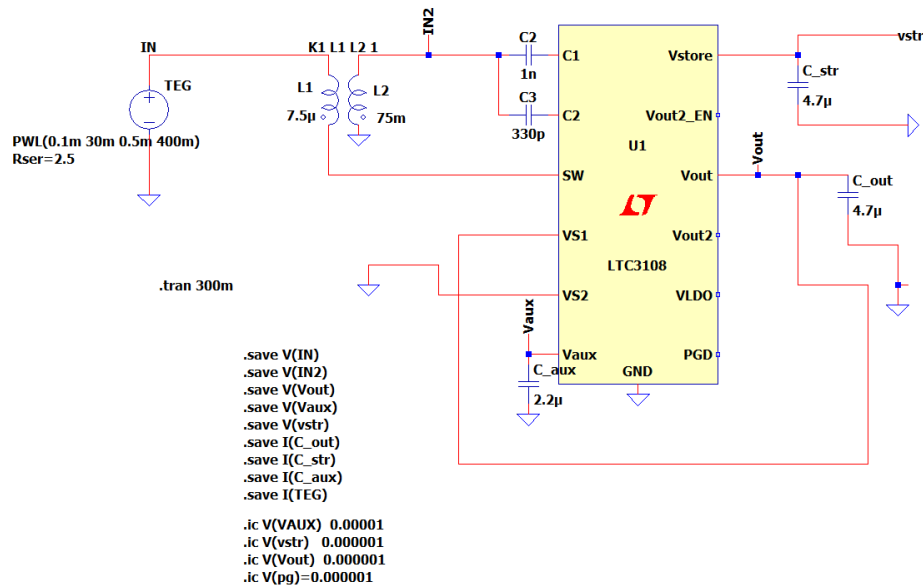 IN
TEG
PWL(0.1m 30m 0.5m 400m)
Rser=2.5
K1 L1 L2 1
L1
7.5µ
L2
75m
IN2
C2
1n
C3
330p
C1
C2
SW
VS1
VS2
Vaux
GND
U1
LTC3108
Vstore
Vout2_EN
Vout
Vout2
VLDO
PGD
vstr
C_str
4.7µ
Vout
C_out
4.7µ
Vaux
C_aux
2.2µ
.tran 300m
.save V(IN)
.save V(IN2)
.save V(Vout)
.save V(Vaux)
.save V(vstr)
.save I(C_out)
.save I(C_str)
.save I(C_aux)
.save I(TEG)
.ic V(VAUX) 0.00001
.ic V(vstr) 0.000001
.ic V(Vout) 0.000001
.ic V(pg)=0.000001